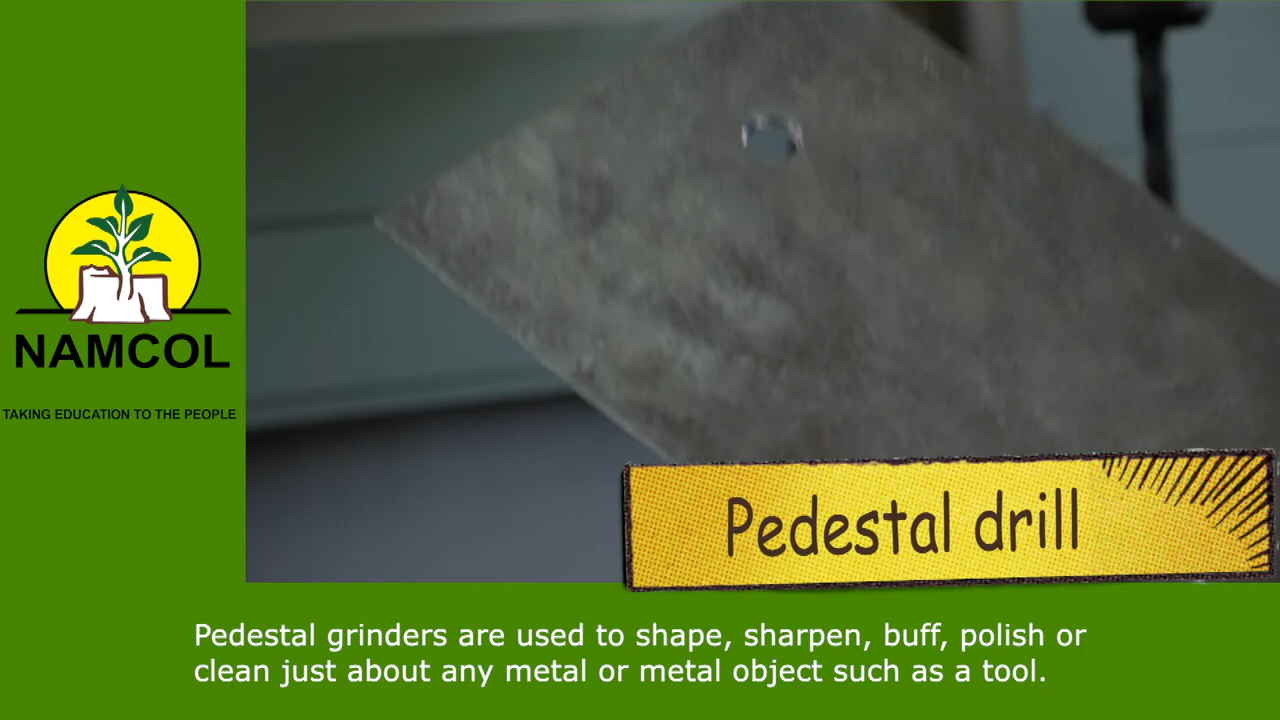 NAMCOL
TAKING EDUCATION TO THE PEOPLE
Pedestal drill
Pedestal grinders are used to shape, sharpen, buff, polish or
clean just about any metal or metal object such as a tool.